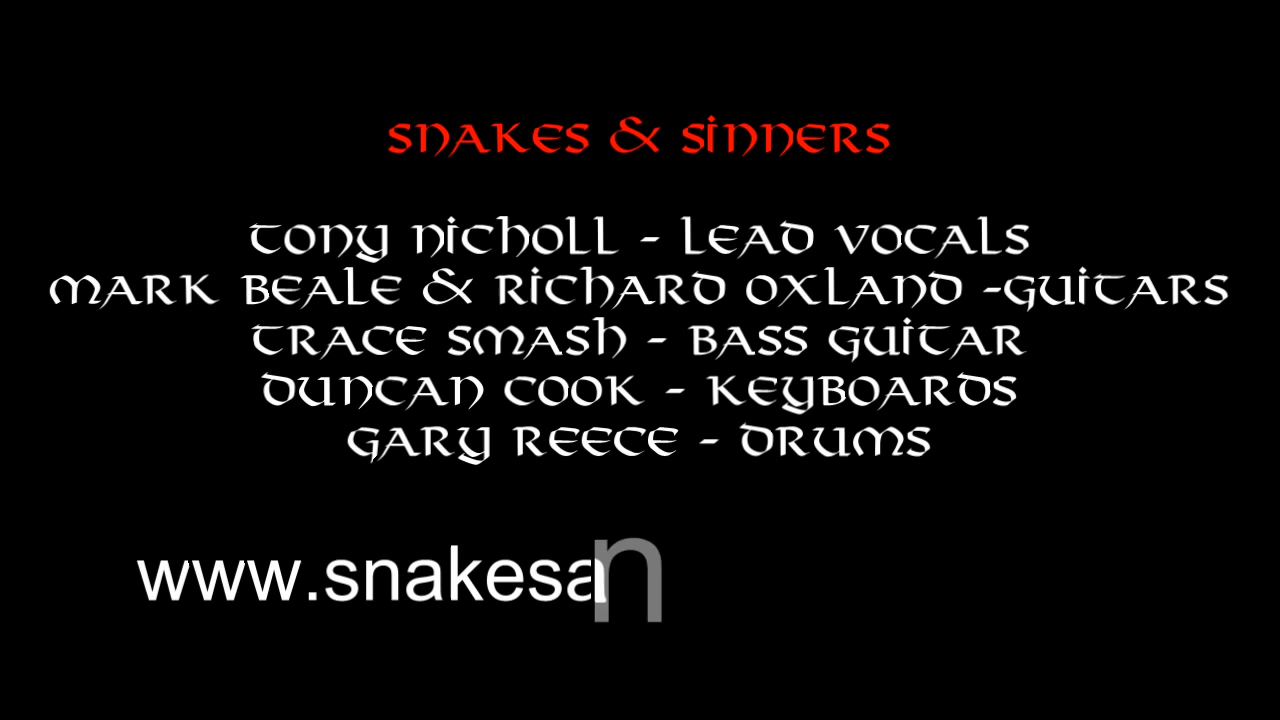 SNAKES & SINNERS
TONY NICHOLL - LEAD VOCALS
MARK BEALE & RICHARD OXLAND -GUITARS
TRACE SMASH - BASS GUITAR
DUNCAN COOK - KEYBOARDS
GARY REECE - DRUMS
www.snakesan